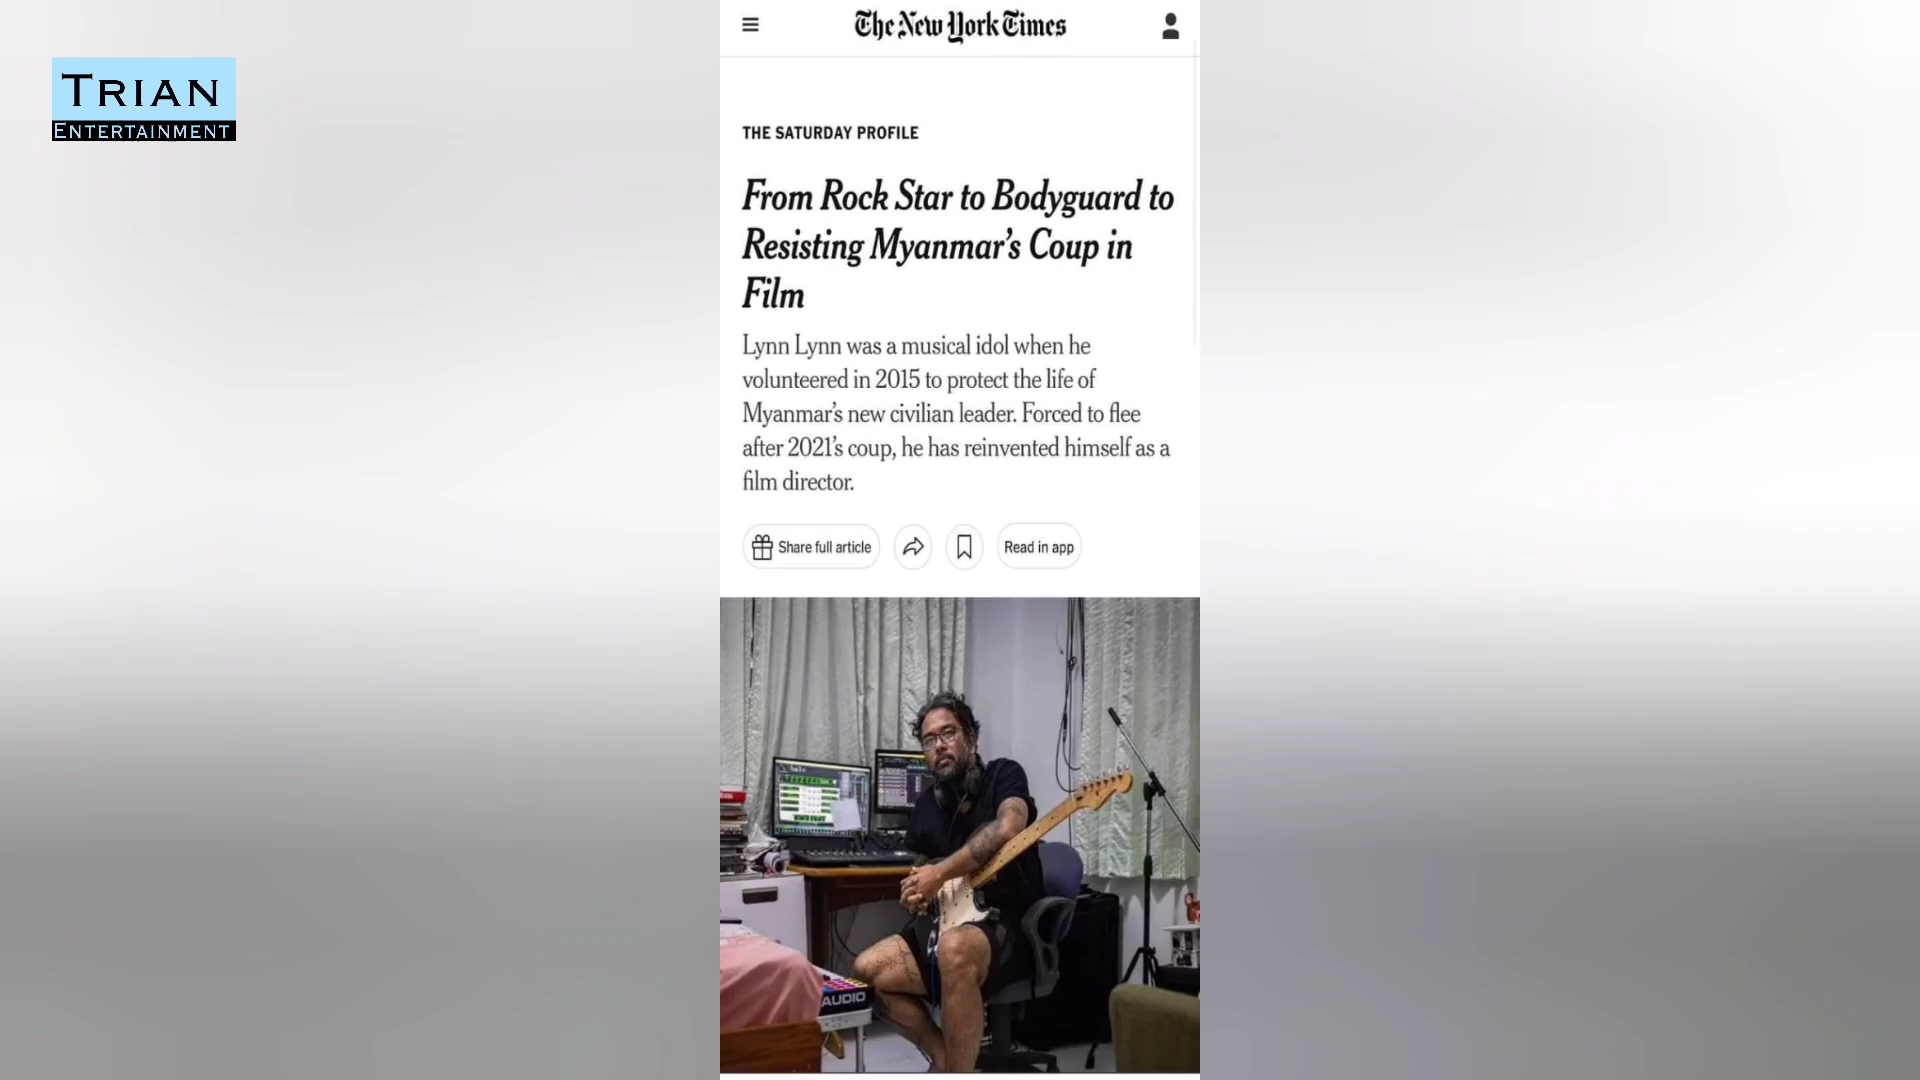 TRIAN
ENTERTAINMENT
The New York Times
THE SATURDAY PROFILE
From Rock Star to Bodyguard to
Resisting Myanmar's Coup in
Film
Lynn Lynn was a musical idol when he
volunteered in 2015 to protect the life of
Myanmar's new civilian leader. Forced to flee
after 2021's coup, he has reinvented himself as a
film director.
Share full article
Read in app
AUDIO